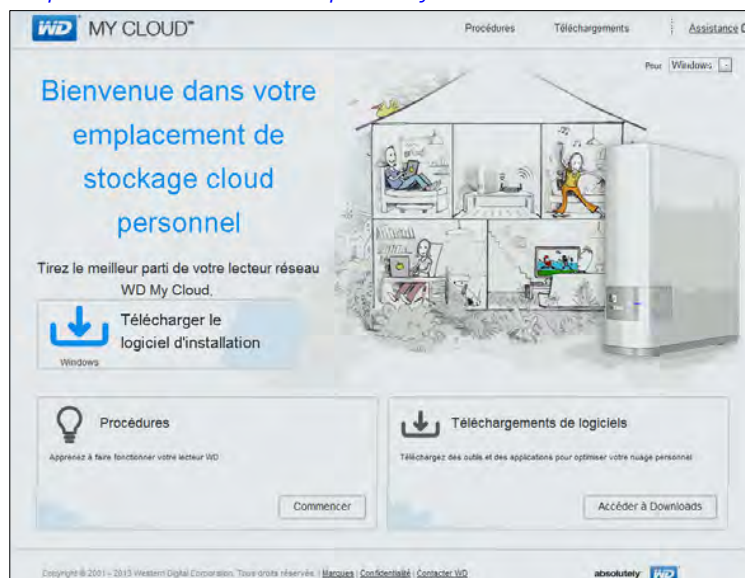 WD MY CLOUD™
Procédures Téléchargements Assistance
Pour Windows
Bienvenue dans votre
emplacement de
stockage cloud
personnel
Tirez le meilleur parti de votre lecteur réseau
WD My Cloud.
Télécharger le
logiciel d'installation
Windows
Procédures
Apprenez à faire fonctionner votre lecteur WD
Commencer
Téléchargements de logiciels
Téléchargez des outils et des applications pour optimiser votre nuage personnel
Accéder à Downloads
Copyright © 2001 - 2013 Western Digital Corporation. Tous droits réservés. | Marques | Confidentialité | Contacter WD
absolutely WD